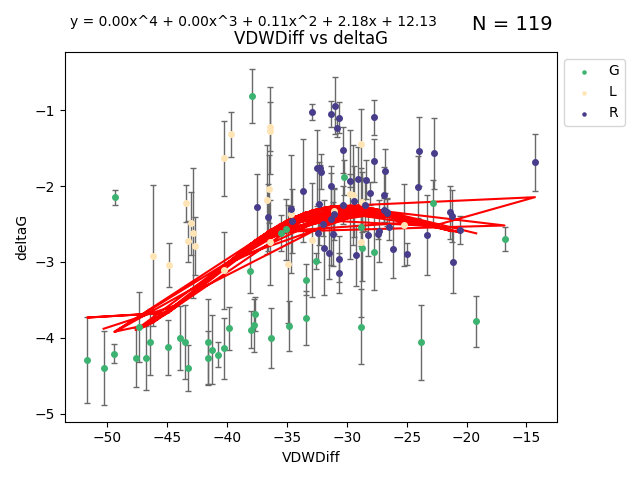 y = 0.00x^4 + 0.00x^3 + 0.11x^2 + 2.18x + 12.13
N = 119
VDWDiff vs deltaG
G
L
R
deltaG
−1
−2
−3
−4
−5
−50
−45
−40
−35
−30
−25
−20
−15
VDWDiff